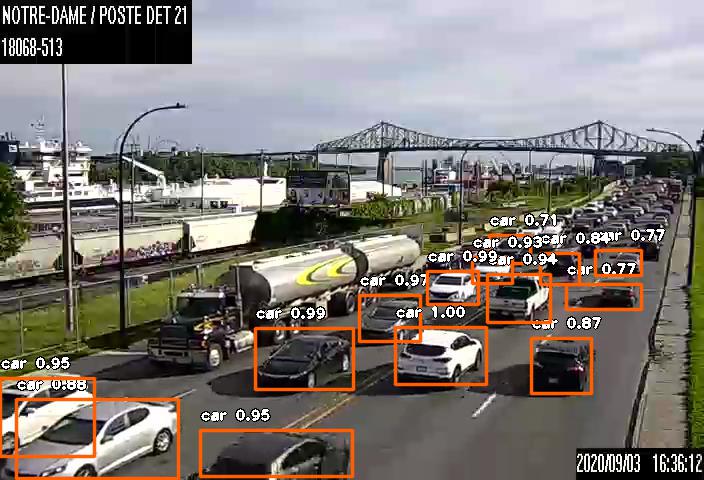 NOTRE-DAME / POSTE DET 21
18068-513
car 0.71
car 0.93
car 0.84
0.77
car 0.99
car 0.94
car 0.77
car 0.97
car 0.99
car 1.00
car 0.87
car 0.95
car 0.88
car 0.95
2020/09/03 16:36:12